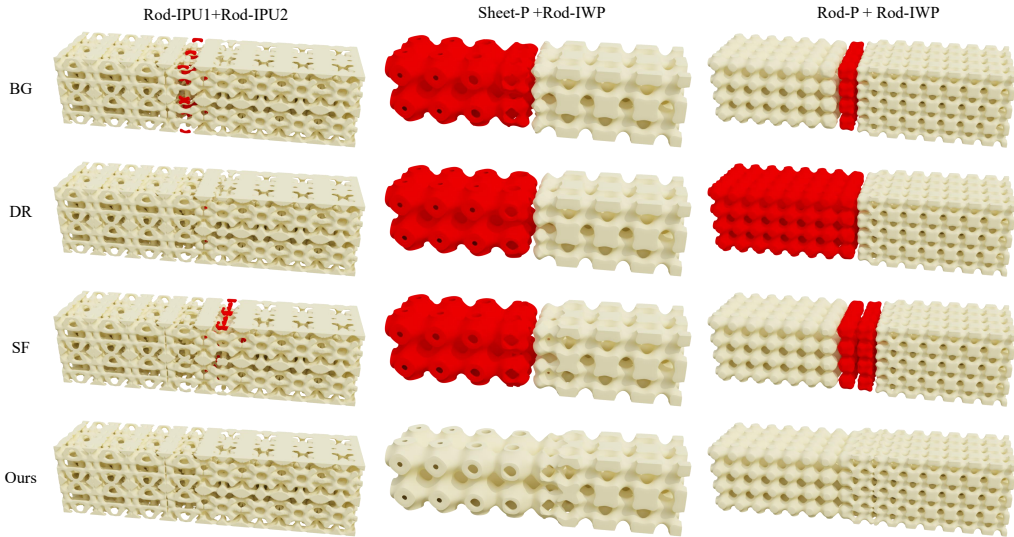 Rod-IPU1+Rod-IPU2
Sheet-P +Rod-IWP
Rod-P + Rod-IWP
BG
DR
SF
Ours